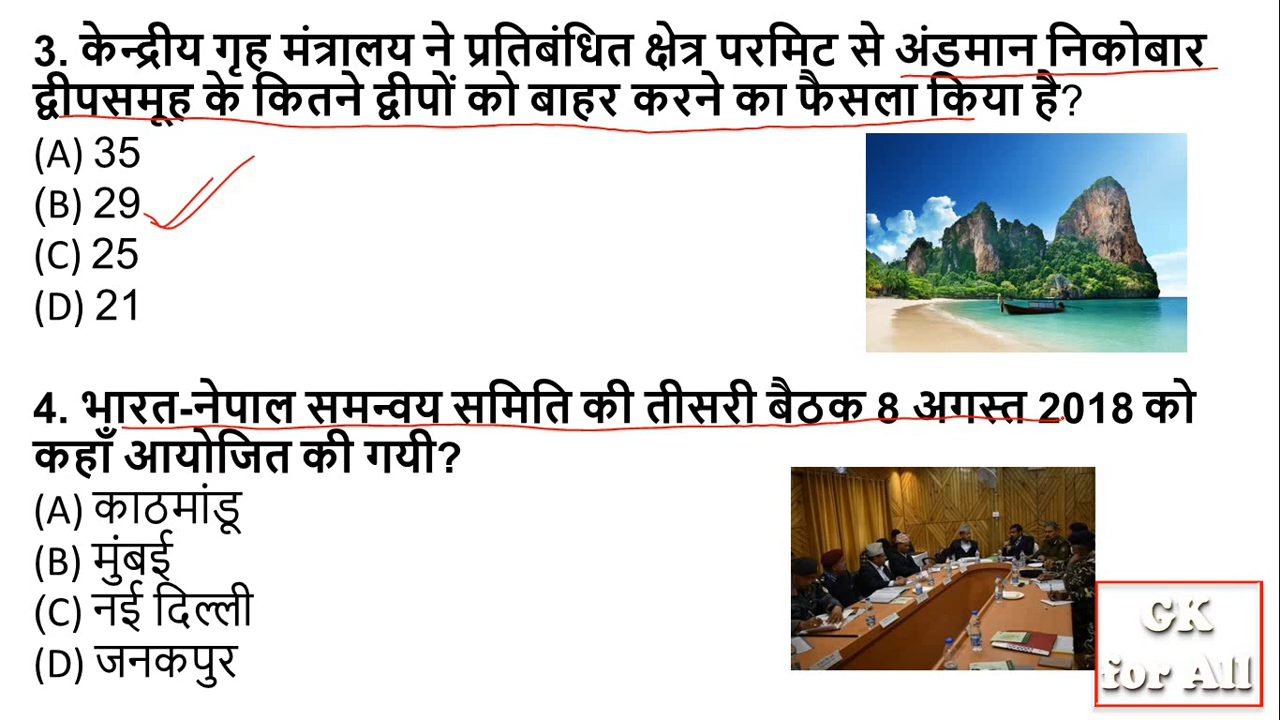 3. केन्द्रीय गृह मंत्रालय ने प्रतिबंधित क्षेत्र परमिट से अंडमान निकोबार
द्वीपसमूह के कितने द्वीपों को बाहर करने का फैसला किया है?
(A) 35
(B) 29
(C) 25
(D) 21
4. भारत-नेपाल समन्वय समिति की तीसरी बैठक 8 अगस्त 2018 को
कहाँ आयोजित की गयी?
(A) काठमांडू
(B) मुंबई
(C) नई दिल्ली
(D) जनकपुर
GK
for All